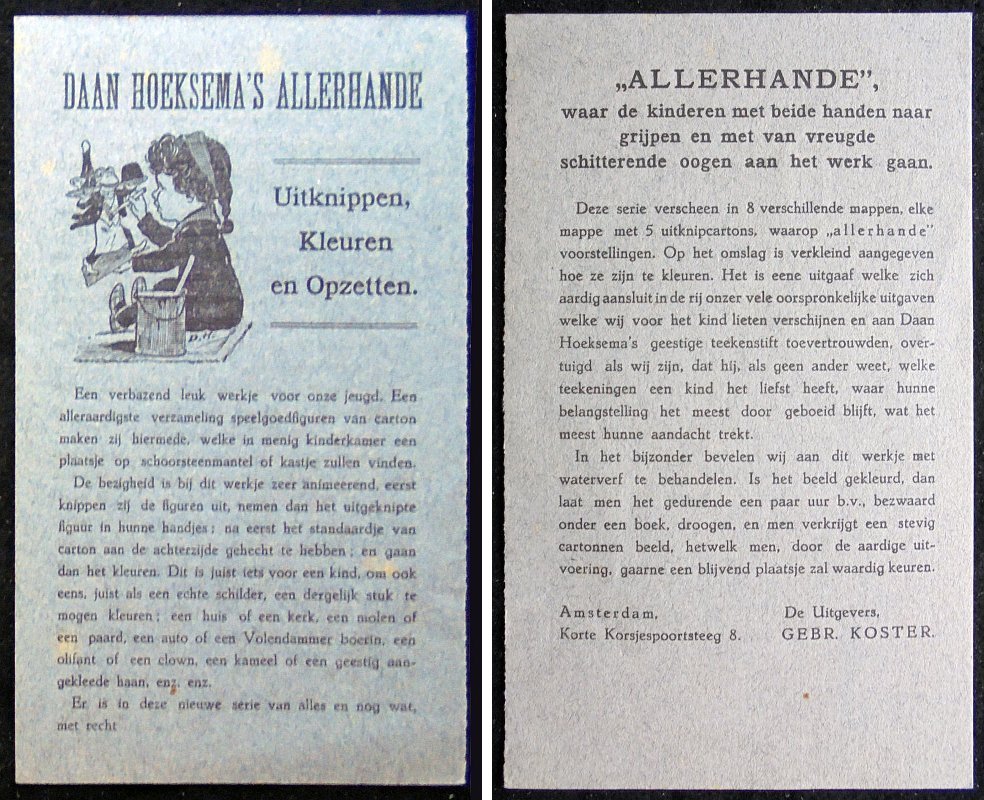 DAAN HOEKSEMA'S ALLERHANDE
Uitknippen,
Kleuren
en Opzetten.
D.H.
Een verbazend leuk werkje voor onze jeugd. Een
alleraardigste verzameling speelgoedfiguren van carton
maken zij hiermede, welke in menig kinderkamer een
plaatsje op schoorsteenmantel of kastje zullen vinden.
De bezigheid is bij dit werkje zeer animeerend, eerst
knippen zij de figuren uit, nemen dan het uitgeknipte
figuur in hunne handjes; na eerst het standaardje van
carton aan de achterzijde gehecht te hebben; en gaan
dan het kleuren. Dit is juist iets voor een kind, om ook
eens, juist als een echte schilder, een dergelijk stuk te
mogen kleuren; een huis of een kerk, een molen of
een paard, een auto of een Volendammer boerin, een
olifant of een clown, een kameel of een geestig aan-
gekleede haan, enz. enz.
Er is in deze nieuwe serie van alles en nog wat,
met recht
„ALLERHANDE”,
waar de kinderen met beide handen naar
grijpen en met van vreugde
schitterende oogen aan het werk gaan.
Deze serie verscheen in 8 verschillende mappen, elke
mappe met 5 uitknipcartons, waarop „allerhande”
voorstellingen. Op het omslag is verkleind aangegeven
hoe ze zijn te kleuren. Het is eene uitgaaf welke zich
aardig aansluit in de rij onzer vele oorspronkelijke uitgaven
welke wij voor het kind lieten verschijnen en aan Daan
Hoeksema's geestige teekenstift toevertrouwden, over-
tuigd als wij zijn, dat hij, als geen ander weet, welke
teekeningen een kind het liefst heeft, waar hunne
belangstelling het meest door geboeid blijft, wat het
meest hunne aandacht trekt.
In het bijzonder bevelen wij aan dit werkje met
waterverf te behandelen. Is het beeld gekleurd, dan
laat men het gedurende een paar uur b.v., bezwaard
onder een boek, droogen, en men verkrijgt een stevig
cartonnen beeld, hetwelk men, door de aardige uit-
voering, gaarne een blijvend plaatsje zal waardig keuren.
Amsterdam, De Uitgevers,
Korte Korsjespoortsteeg 8. GEBR. KOSTER.